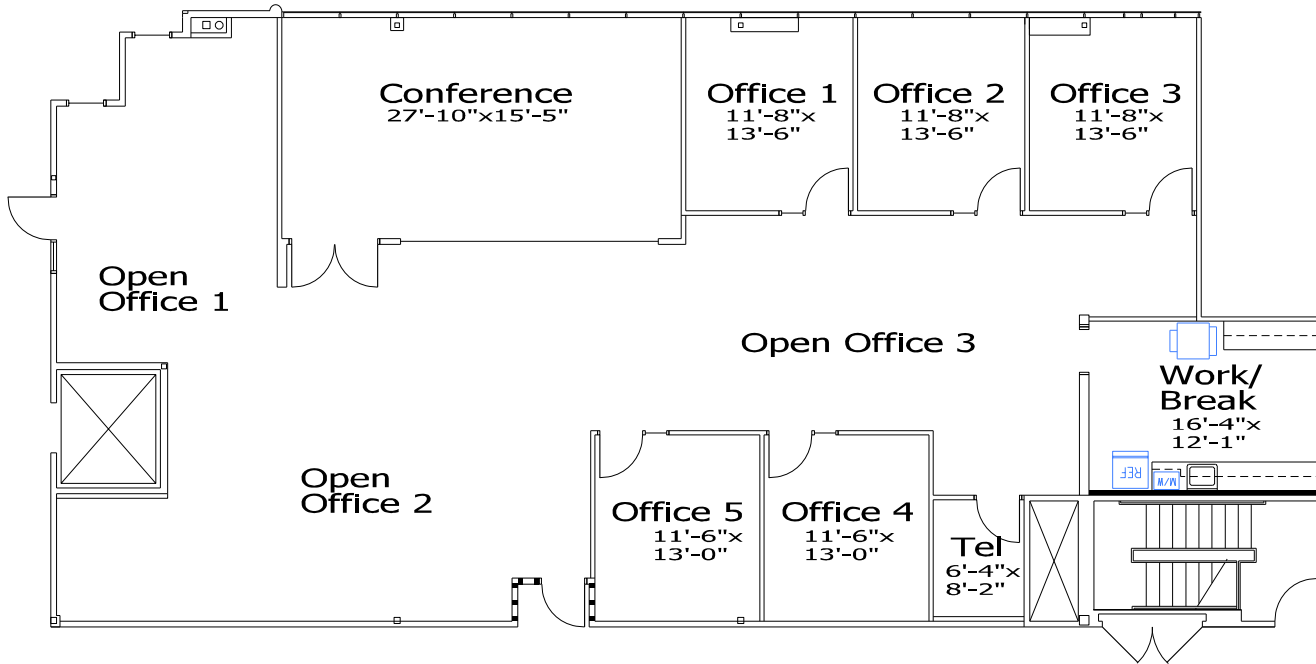 Conference
27'-10"x15'-5"
Office 1
11'-8"x
13'-6"
Office 2
11'-8"x
13'-6"
Office 3
11'-8"x
13'-6"
Open
Office 1
Open Office 3
Work/
Break
16'-4"x
12'-1"
REF
M/W
Open
Office 2
Office 5
11'-6"x
13'-0"
Office 4
11'-6"x
13'-0"
Tel
6'-4"x
8'-2"